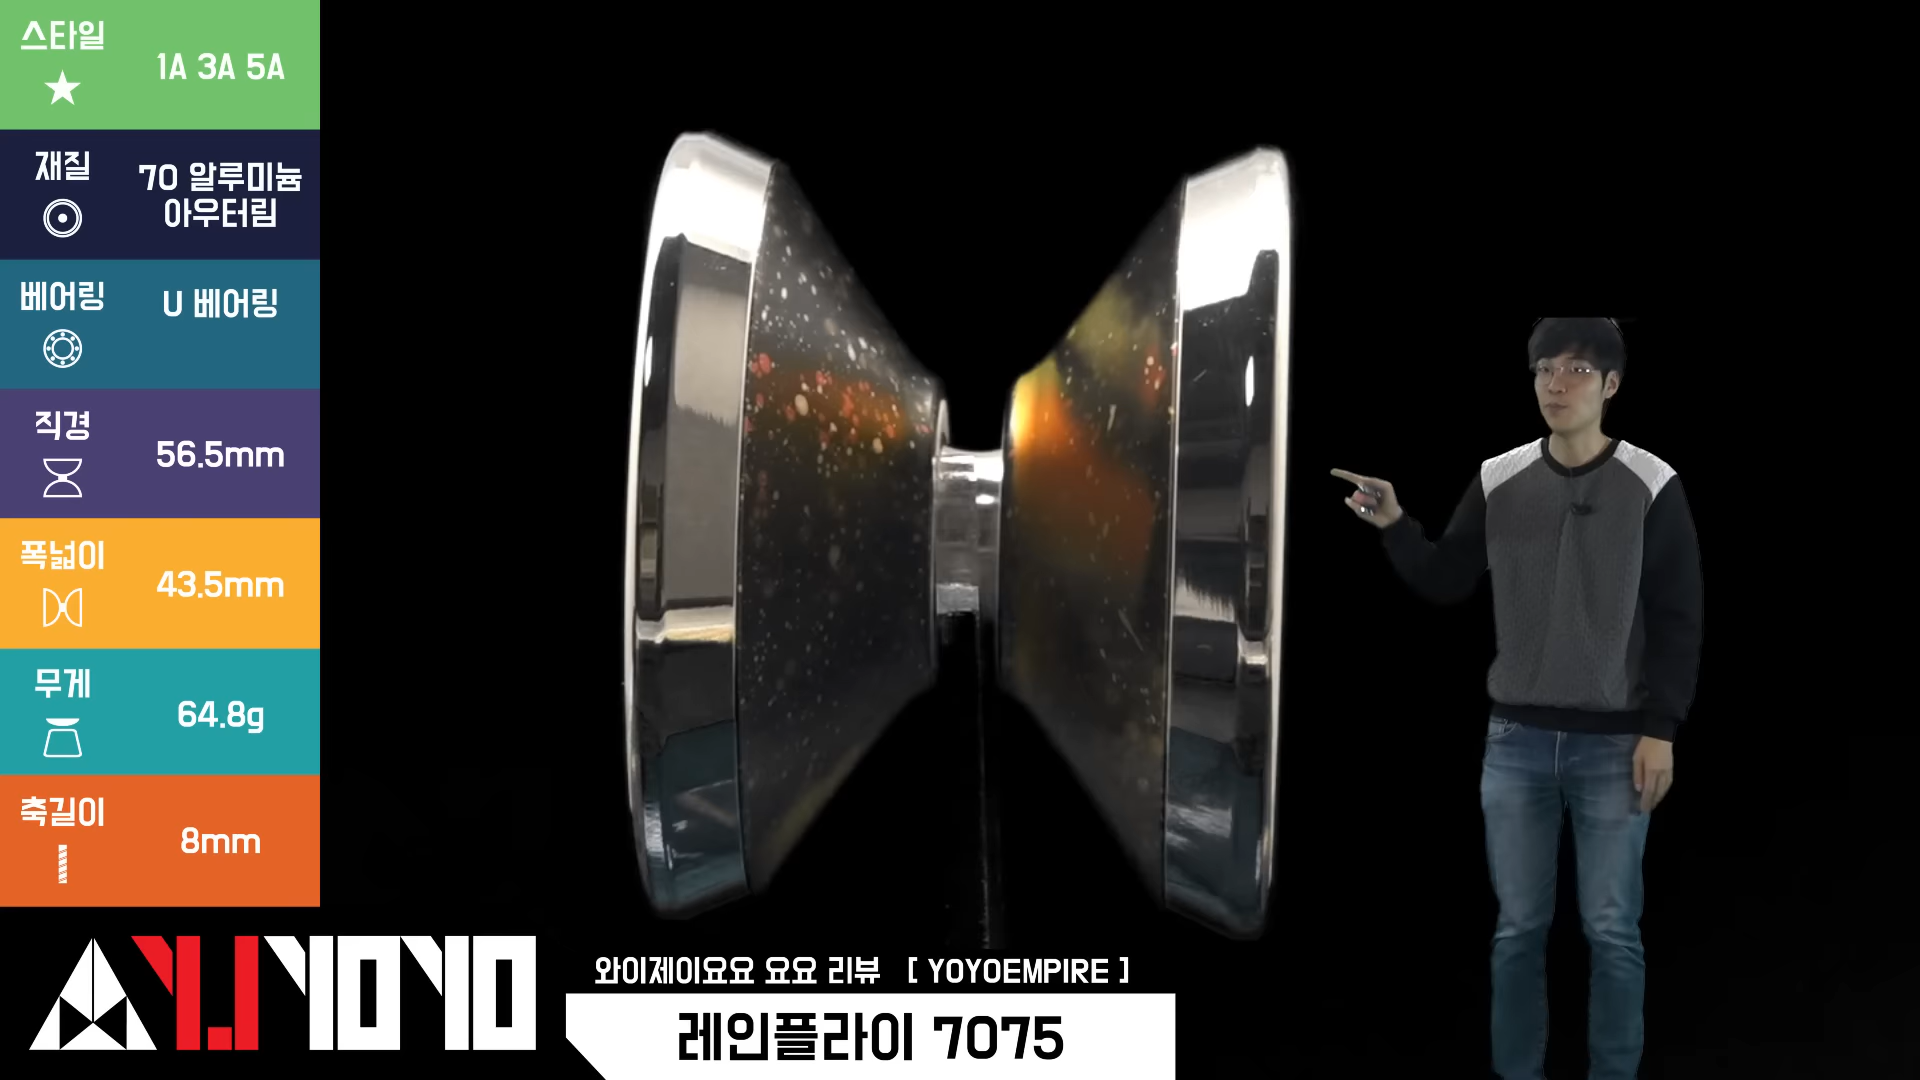 스타일
1A 3A 5A
재질
70 알루미늄
아우터림
베어링
U 베어링
직경
56.5mm
폭넓이
43.5mm
무게
64.8g
축길이
8mm
YJYOYO
와이제이요요 요요 리뷰 [ YOYOEMPIRE ]
레인플라이 7075